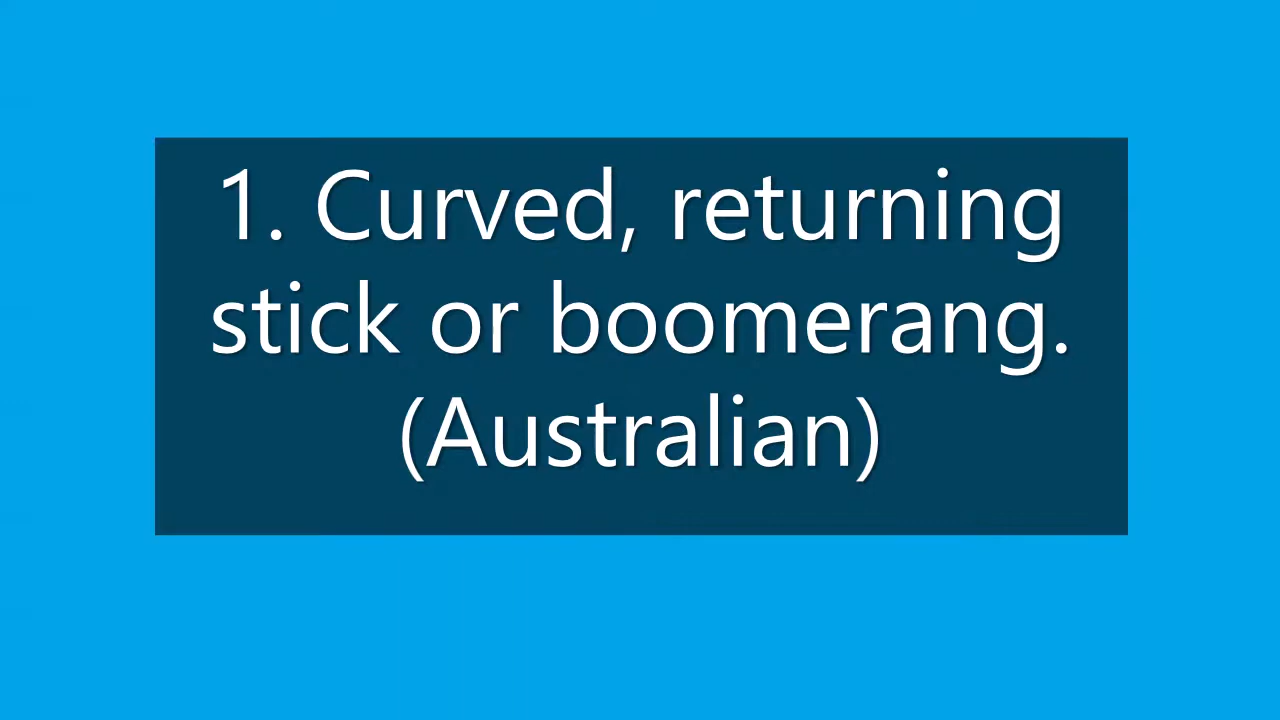 1. Curved, returning
stick or boomerang.
(Australian)